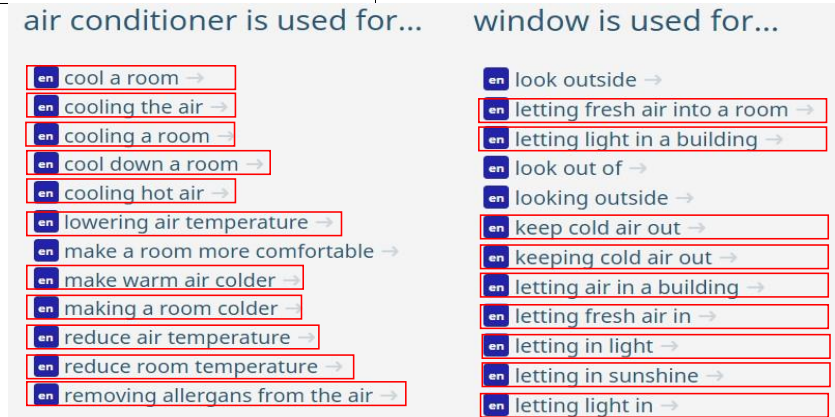 air conditioner is used for...
en cool a room →
en cooling the air →
en cooling a room →
en cool down a room →
en cooling hot air →
en lowering air temperature →
en make a room more comfortable →
en make warm air colder →
en making a room colder →
en reduce air temperature →
en reduce room temperature →
en removing allergans from the air →
window is used for...
en look outside →
en letting fresh air into a room →
en letting light in a building →
en look out of →
en looking outside →
en keep cold air out →
en keeping cold air out →
en letting air in a building →
en letting fresh air in →
en letting in light →
en letting in sunshine →
en letting light in →